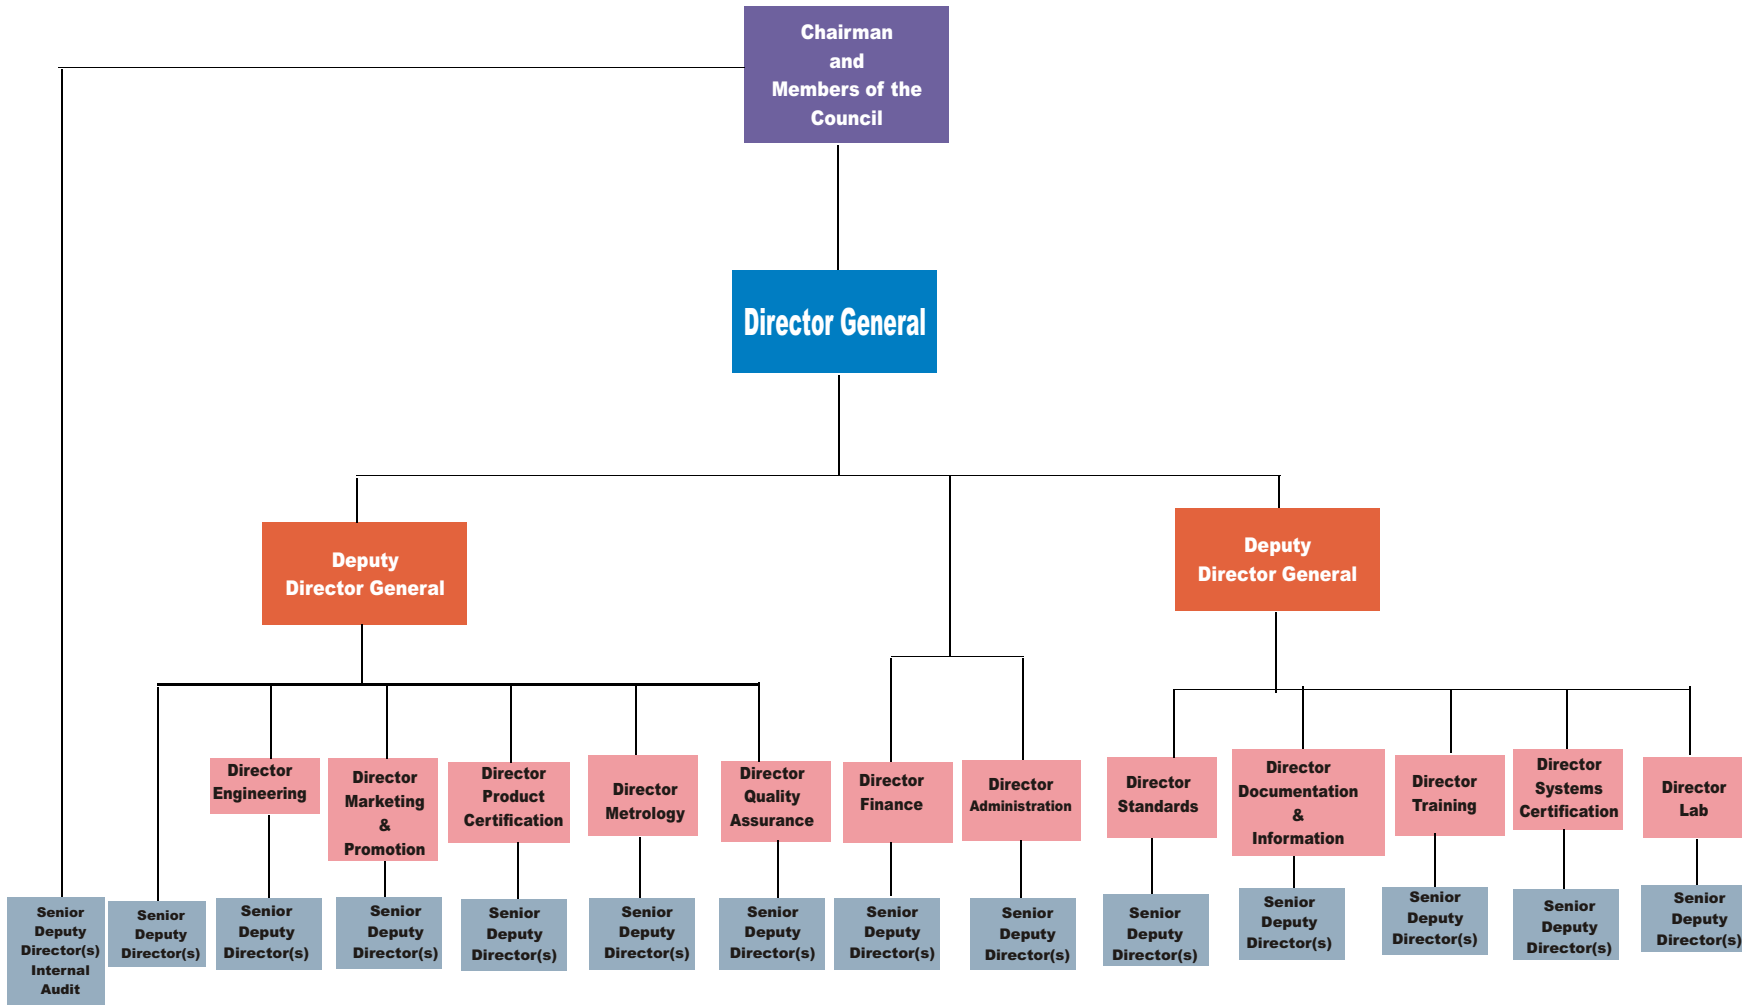 Chairman
and
Members of the
Council
Director General
Deputy
Director General
Deputy
Director General
Director
Engineering
Director
Marketing
&
Promotion
Director
Product
Certification
Director
Metrology
Director
Quality
Assurance
Director
Finance
Director
Administration
Director
Standards
Director
Documentation
&
Information
Director
Training
Director
Systems
Certification
Director
Lab
Senior
Deputy
Director(s)
Internal
Audit
Senior
Deputy
Director(s)
Senior
Deputy
Director(s)
Senior
Deputy
Director(s)
Senior
Deputy
Director(s)
Senior
Deputy
Director(s)
Senior
Deputy
Director(s)
Senior
Deputy
Director(s)
Senior
Deputy
Director(s)
Senior
Deputy
Director(s)
Senior
Deputy
Director(s)
Senior
Deputy
Director(s)
Senior
Deputy
Director(s)
Senior
Deputy
Director(s)